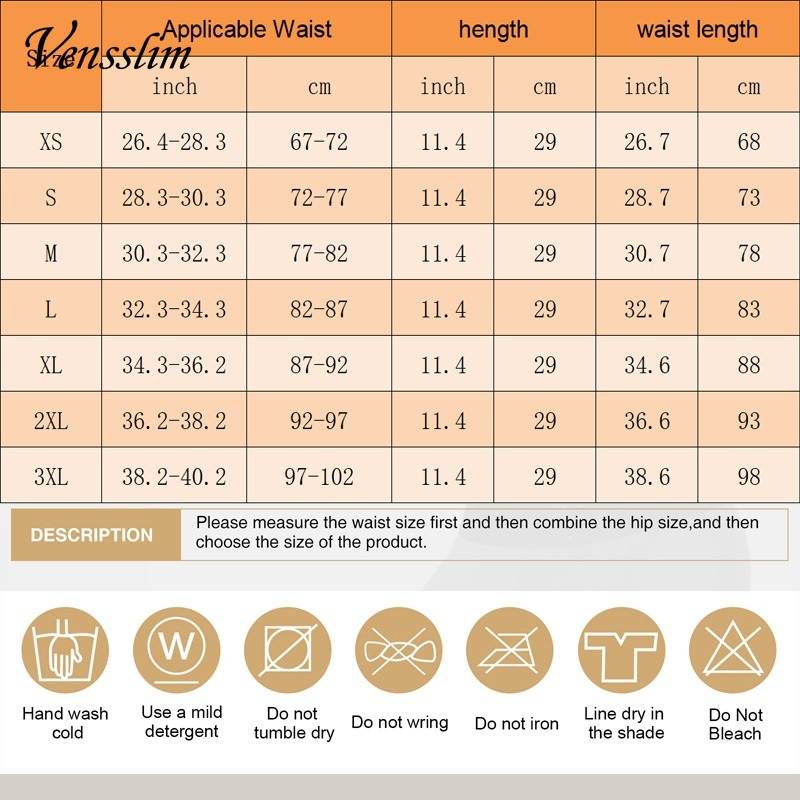 Vensslim
Size Applicable Waist hength waist length
inch cm inch cm inch cm
XS 26.4-28.3 67-72 11.4 29 26.7 68
S 28.3-30.3 72-77 11.4 29 28.7 73
M 30.3-32.3 77-82 11.4 29 30.7 78
L 32.3-34.3 82-87 11.4 29 32.7 83
XL 34.3-36.2 87-92 11.4 29 34.6 88
2XL 36.2-38.2 92-97 11.4 29 36.6 93
3XL 38.2-40.2 97-102 11.4 29 38.6 98
DESCRIPTION
Please measure the waist size first and then combine the hip size,and then
choose the size of the product.
W
Hand wash
cold
Use a mild
detergent
Do not
tumble dry
Do not wring
Do not iron
Line dry in
the shade
Do Not
Bleach